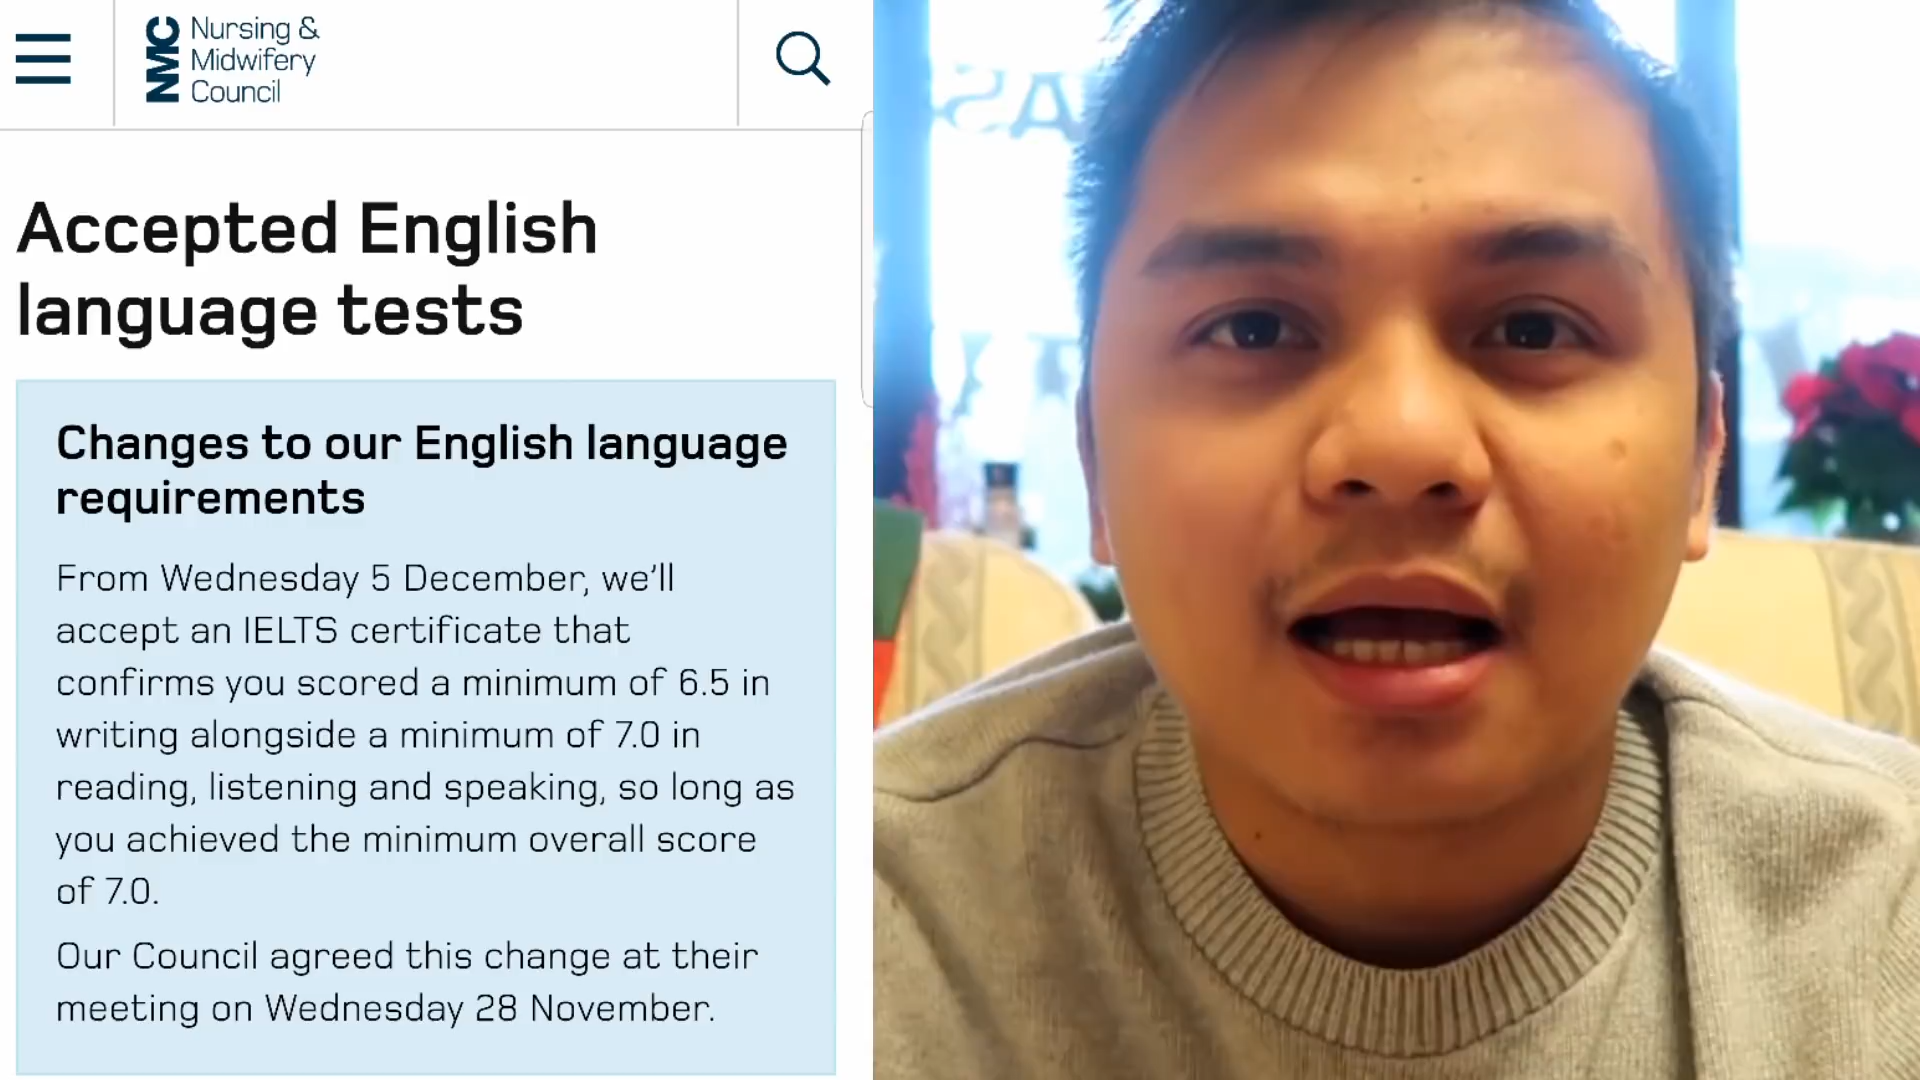 NMC
Nursing &
Midwifery
Council
Accepted English
language tests
Changes to our English language
requirements
From Wednesday 5 December, we'll
accept an IELTS certificate that
confirms you scored a minimum of 6.5 in
writing alongside a minimum of 7.0 in
reading, listening and speaking, so long as
you achieved the minimum overall score
of 7.0.
Our Council agreed this change at their
meeting on Wednesday 28 November.